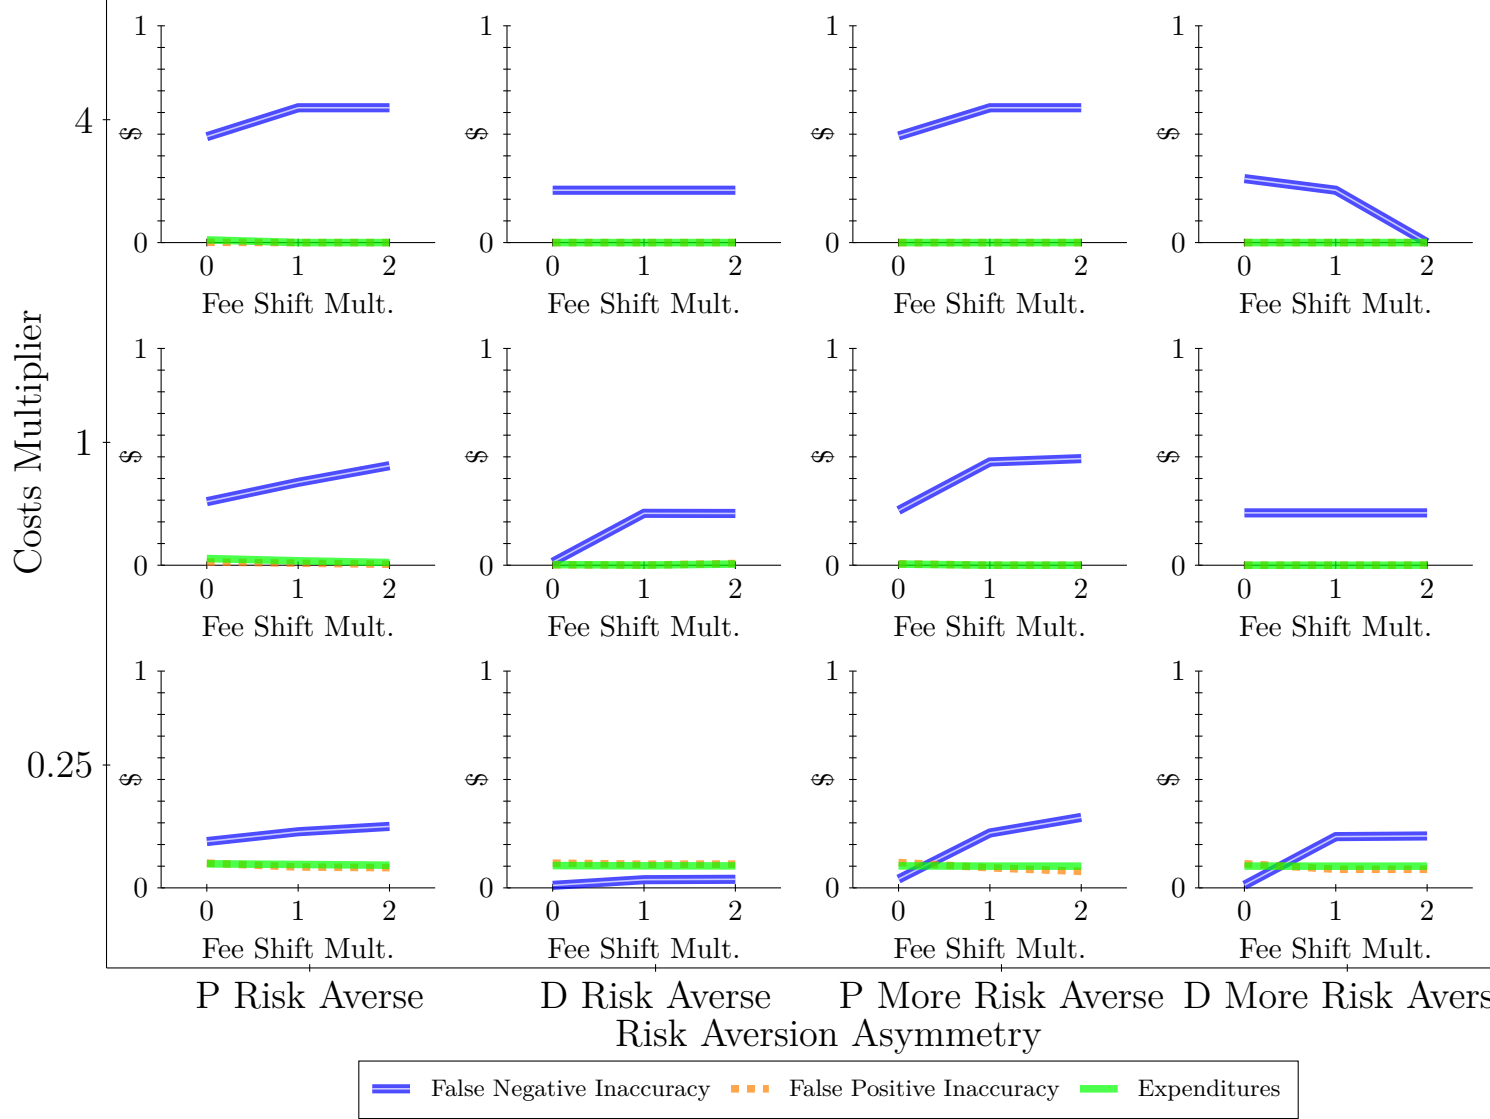 1
$
0
0 1 2
Fee Shift Mult.
1
$
0
0 1 2
Fee Shift Mult.
1
$
0
0 1 2
Fee Shift Mult.
1
$
0
0 1 2
Fee Shift Mult.
4
1
$
0
0 1 2
Fee Shift Mult.
1
$
0
0 1 2
Fee Shift Mult.
1
$
0
0 1 2
Fee Shift Mult.
1
$
0
0 1 2
Fee Shift Mult.
1
Costs Multiplier
1
$
0
0 1 2
Fee Shift Mult.
1
$
0
0 1 2
Fee Shift Mult.
1
$
0
0 1 2
Fee Shift Mult.
1
$
0
0 1 2
Fee Shift Mult.
0.25
P Risk Averse D Risk Averse P More Risk Averse D More Risk Avers
Risk Aversion Asymmetry
False Negative Inaccuracy False Positive Inaccuracy Expenditures